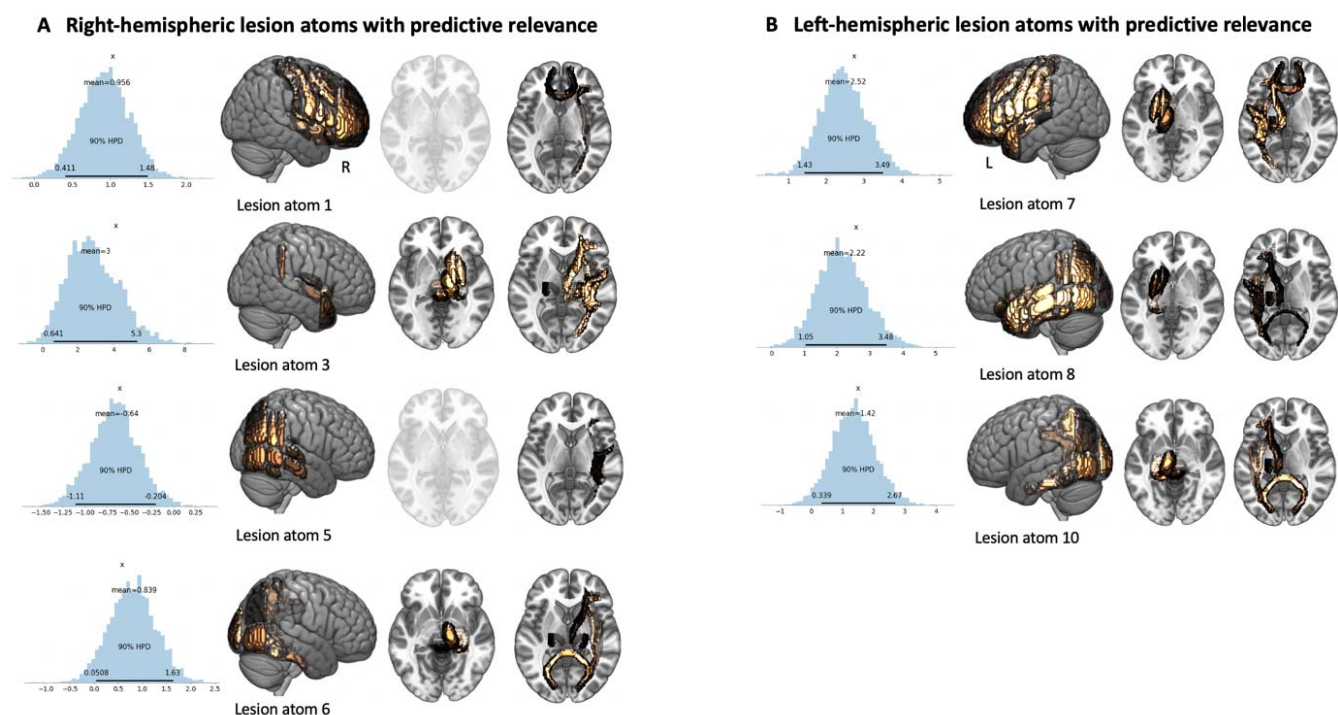 A Right-hemispheric lesion atoms with predictive relevance
x
mean=0.956
90% HPD
0.411 1.48
0.0 0.5 1.0 1.5 2.0
R
Lesion atom 1
x
mean=3
90% HPD
0.641 5.3
0 2 4 6 8
Lesion atom 3
x
mean=-0.64
90% HPD
-1.11 -0.204
-1.50 -1.25 -1.00 -0.75 -0.50 -0.25 0.00 0.25
Lesion atom 5
x
mean=0.839
90% HPD
0.0508 1.63
-1.0 -0.5 0.0 0.5 1.0 1.5 2.0 2.5
Lesion atom 6
B Left-hemispheric lesion atoms with predictive relevance
x
mean=2.52
90% HPD
1.43 3.49
1 2 3 4 5
L
Lesion atom 7
x
mean=2.22
90% HPD
1.05 3.48
0 1 2 3 4 5
Lesion atom 8
x
mean=1.42
90% HPD
0.339 2.67
-1 0 1 2 3 4
Lesion atom 10